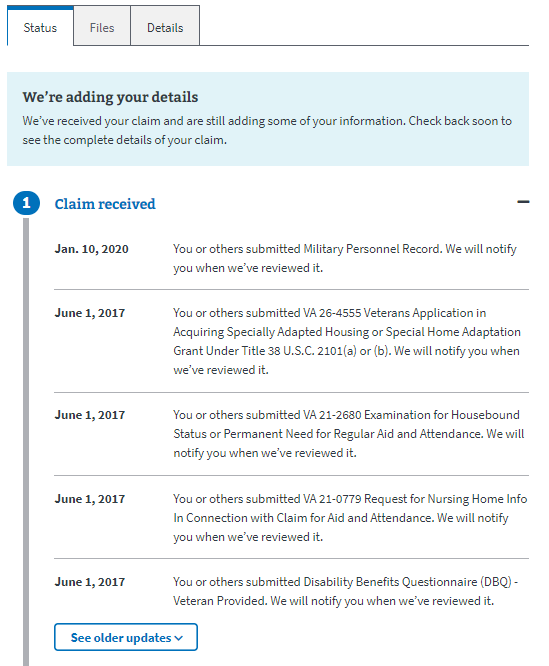 Status Files Details
We're adding your details
We've received your claim and are still adding some of your information. Check back soon to
see the complete details of your claim.
1 Claim received
Jan. 10, 2020 You or others submitted Military Personnel Record. We will notify
you when we've reviewed it.
June 1, 2017 You or others submitted VA 26-4555 Veterans Application in
Acquiring Specially Adapted Housing or Special Home Adaptation
Grant Under Title 38 U.S.C. 2101(a) or (b). We will notify you when
we've reviewed it.
June 1, 2017 You or others submitted VA 21-2680 Examination for Housebound
Status or Permanent Need for Regular Aid and Attendance. We will
notify you when we've reviewed it.
June 1, 2017 You or others submitted VA 21-0779 Request for Nursing Home Info
In Connection with Claim for Aid and Attendance. We will notify
you when we've reviewed it.
June 1, 2017 You or others submitted Disability Benefits Questionnaire (DBQ) -
Veteran Provided. We will notify you when we've reviewed it.
See older updates